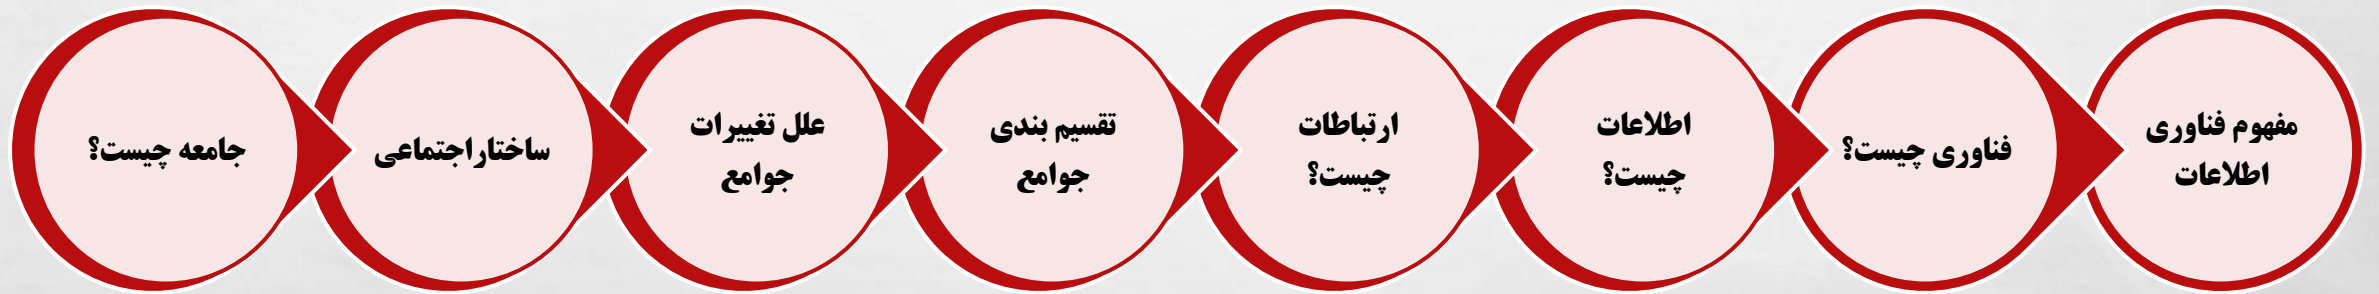 جامعه چیست؟
ساختاراجتماعی
علل تغییرات
جوامع
تقسیم بندی
جوامع
ارتباطات
چیست؟
اطلاعات
چیست؟
فناوری چیست؟
مفهوم فناوری
اطلاعات